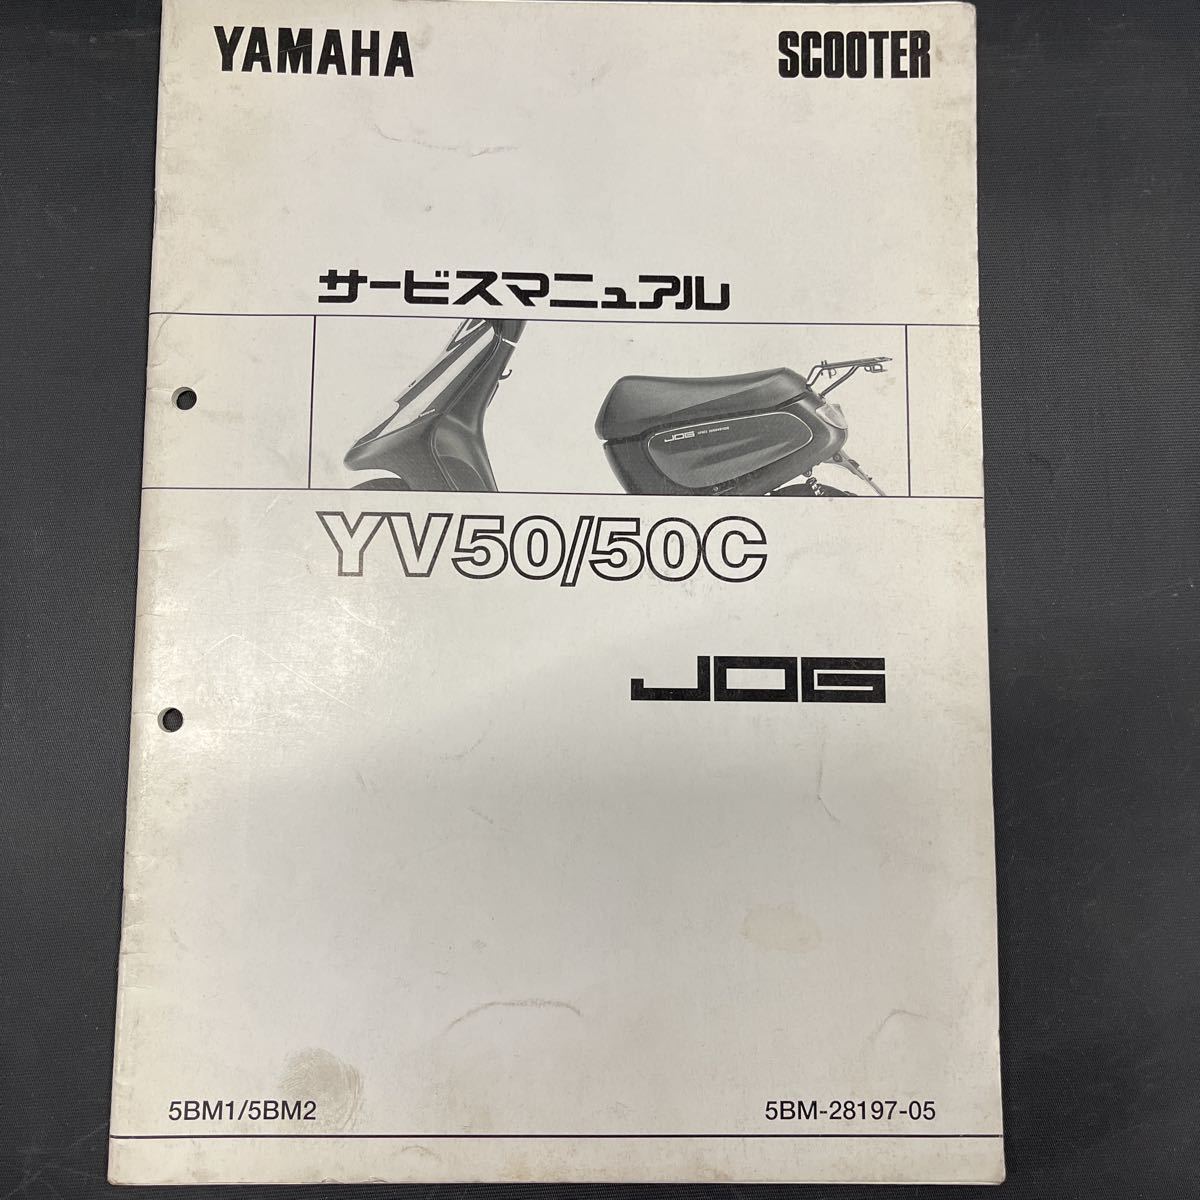 YAMAHA SCOOTER
サービスマニュアル
JOG
YV50/50C
JOG
5BM1/5BM2 5BM-28197-05